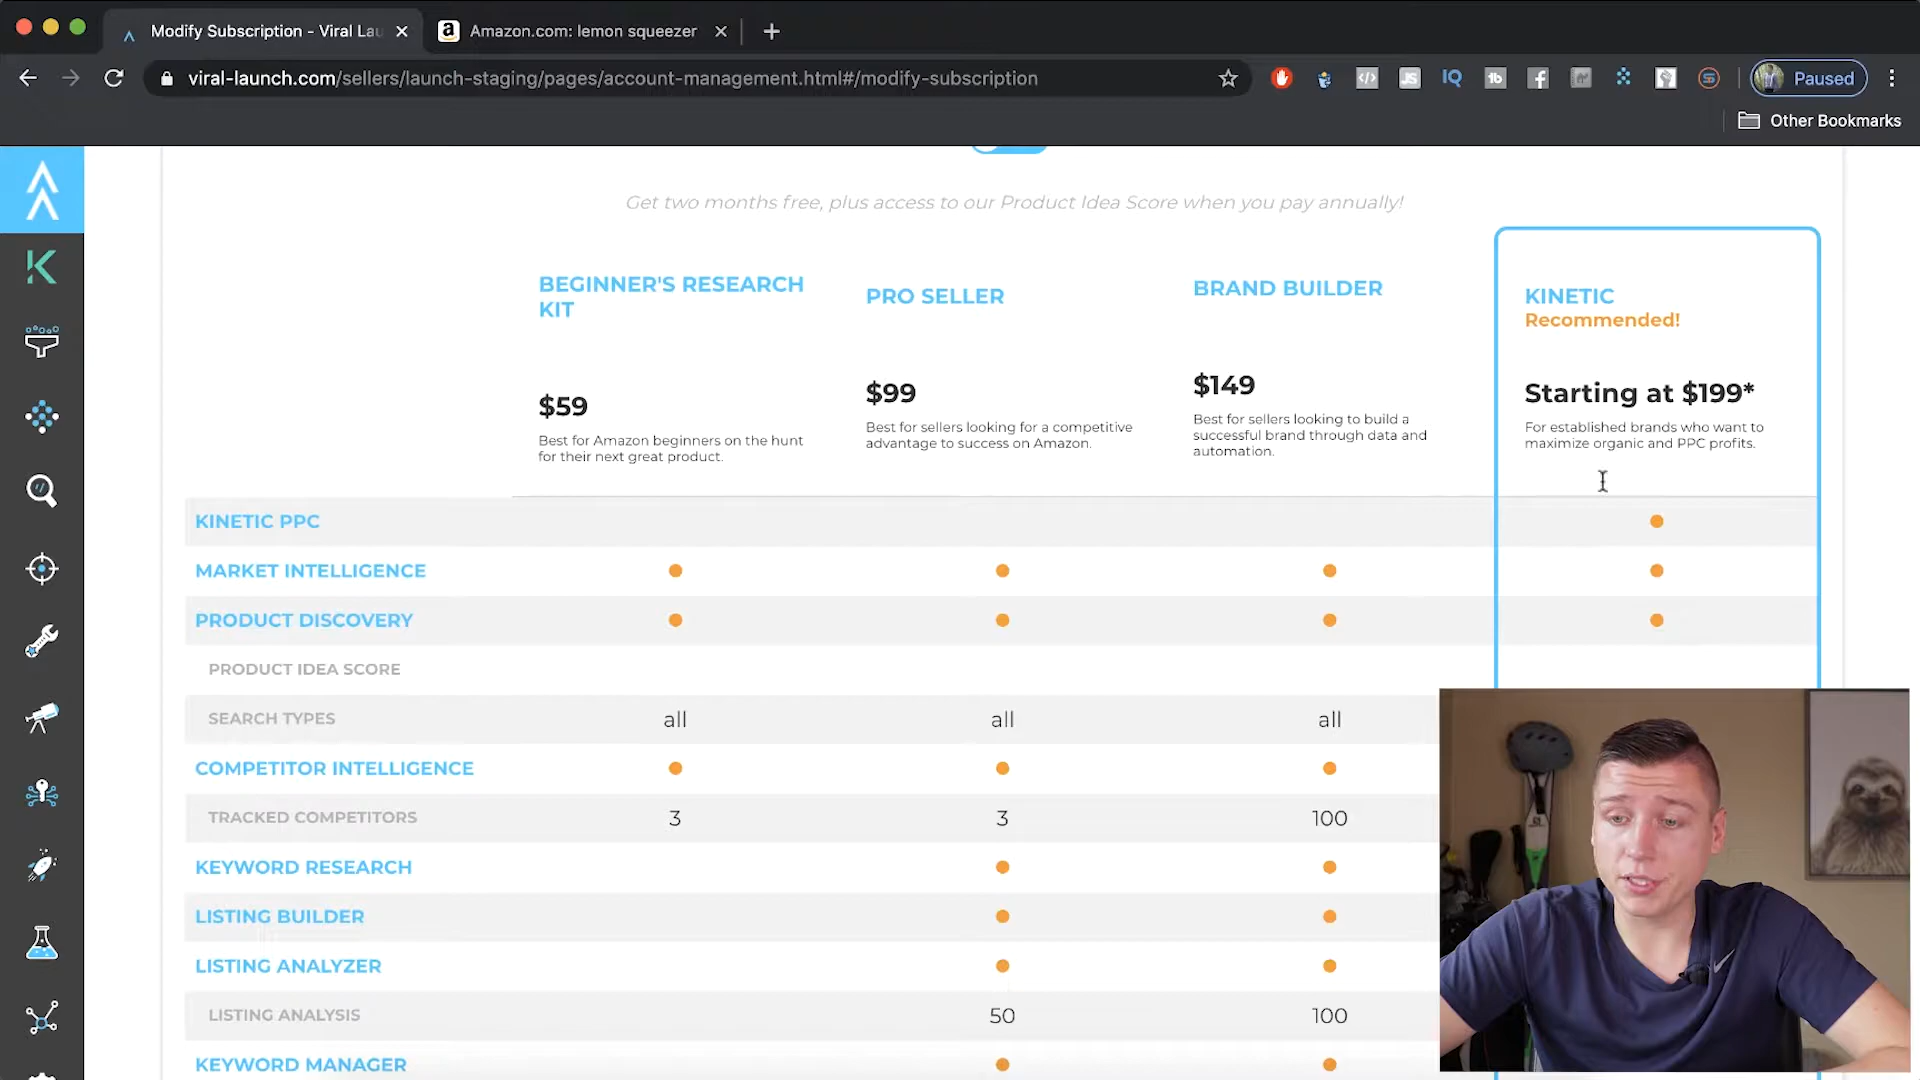 Modify Subscription - Viral Lau
Amazon.com: lemon squeezer
viral-launch.com/sellers/launch-staging/pages/account-management.html#/modify-subscription
JS
IQ
Paused
Other Bookmarks
Get two months free, plus access to our Product Idea Score when you pay annually!
BEGINNER'S RESEARCH
KIT
$59
Best for Amazon beginners on the hunt
for their next great product.
PRO SELLER
$99
Best for sellers looking for a competitive
advantage to success on Amazon.
BRAND BUILDER
$149
Best for sellers looking to build a
successful brand through data and
automation.
KINETIC
Recommended!
Starting at $199*
For established brands who want to
maximize organic and PPC profits.
KINETIC PPC
MARKET INTELLIGENCE
PRODUCT DISCOVERY
PRODUCT IDEA SCORE
SEARCH TYPES all all all
COMPETITOR INTELLIGENCE
TRACKED COMPETITORS 3 3 100
KEYWORD RESEARCH
LISTING BUILDER
LISTING ANALYZER
LISTING ANALYSIS 50 100
KEYWORD MANAGER